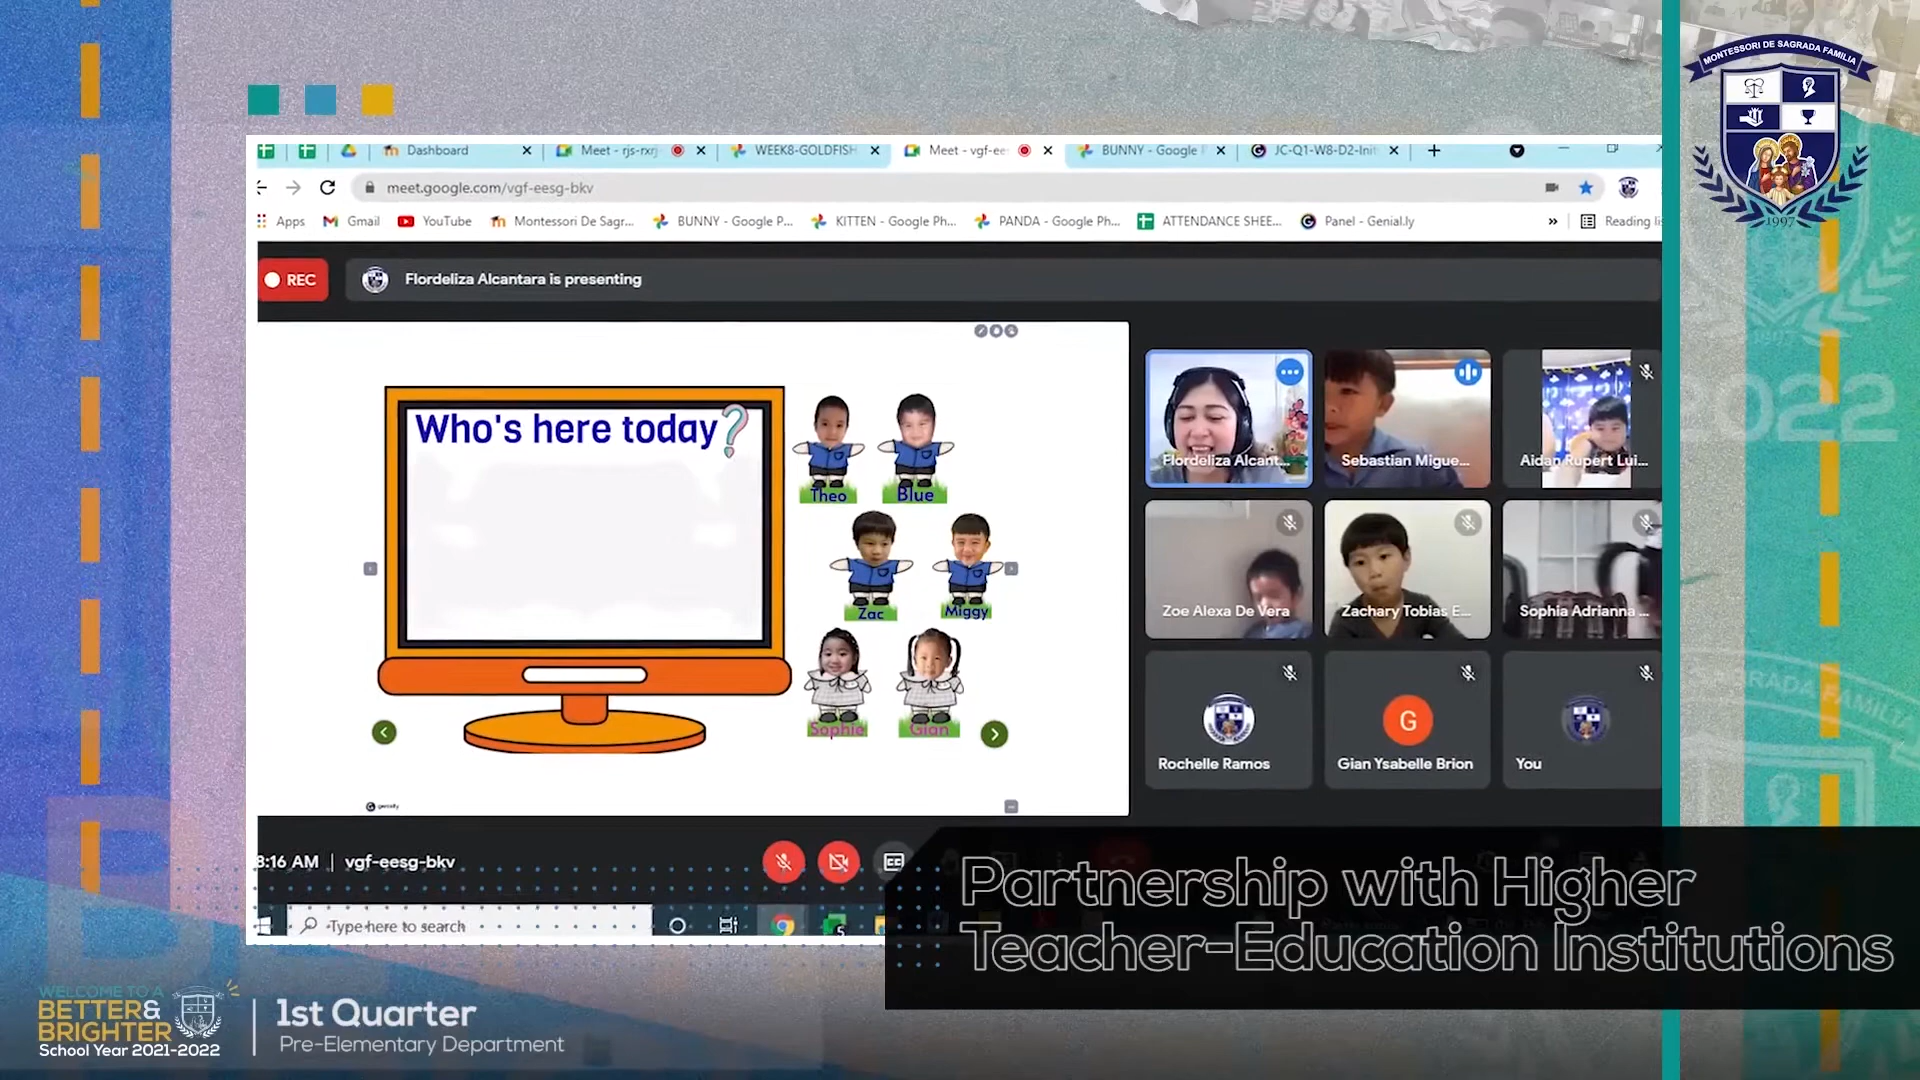 MONTESSORI DE SAGRADA FAMILIA
1997
Dashboard
Meet - rjs-rxrj
WEEK8-GOLDFISH
Meet - vgf-ee
BUNNY - Google
JC-Q1-W8-D2-Init
meet.google.com/vgf-eesg-bkv
Apps
Gmail
YouTube
Montessori De Sagr...
BUNNY - Google P...
KITTEN - Google Ph...
PANDA - Google Ph...
ATTENDANCE SHEE...
Panel - Genial.ly
»
Reading li
REC
Flordeliza Alcantara is presenting
Who's here today?
Theo
Blue
Zac
Miggy
Sophie
Gian
genially
Flordeliza Alcant...
Sebastian Migue...
Aidan Rupert Lui...
Zoe Alexa De Vera
Zachary Tobias E...
Sophia Adrianna ...
Rochelle Ramos
G
Gian Ysabelle Brion
You
2022
8:16 AM | vgf-eesg-bkv
CC
Type here to search
Partnership with Higher
Teacher-Education Institutions
WELCOME TO A
BETTER&
BRIGHTER
School Year 2021-2022
1st Quarter
Pre-Elementary Department